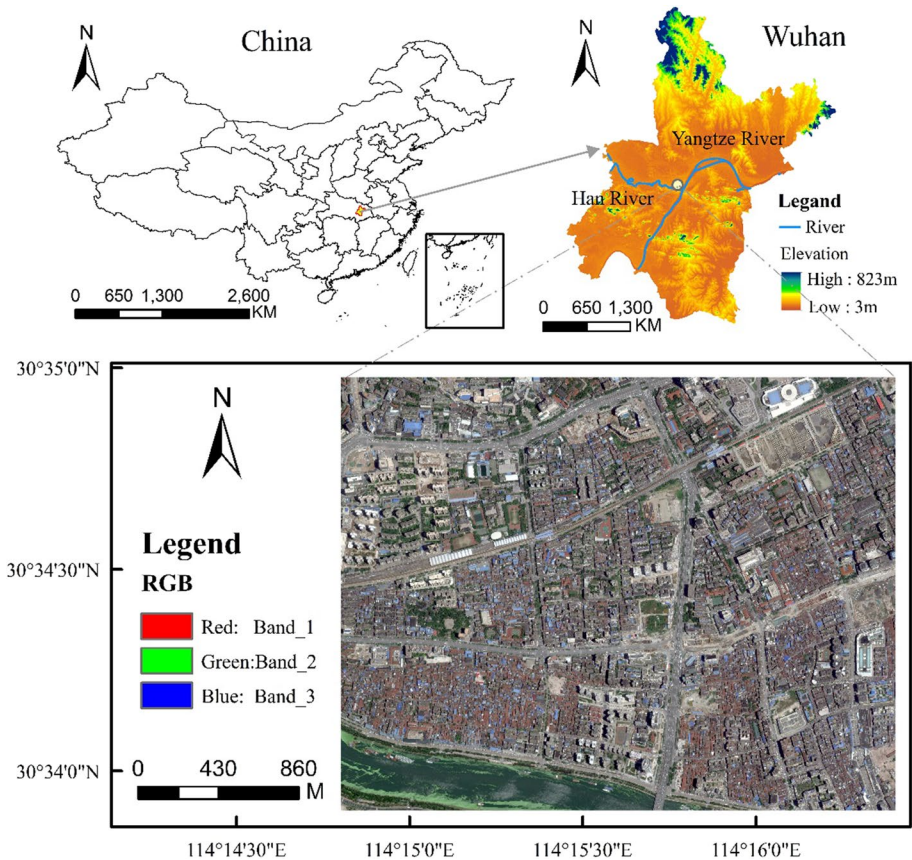 China
N
0 650 1,300 2,600
KM
Wuhan
N
Yangtze River
Han River
Legand
River
Elevation
High : 823m
Low : 3m
0 650 1,300
KM
30°35'0"N
30°34'30"N
30°34'0"N
N
Legend
RGB
Red: Band_1
Green:Band_2
Blue: Band_3
0 430 860
M
114°14'30"E 114°15'0"E 114°15'30"E 114°16'0"E